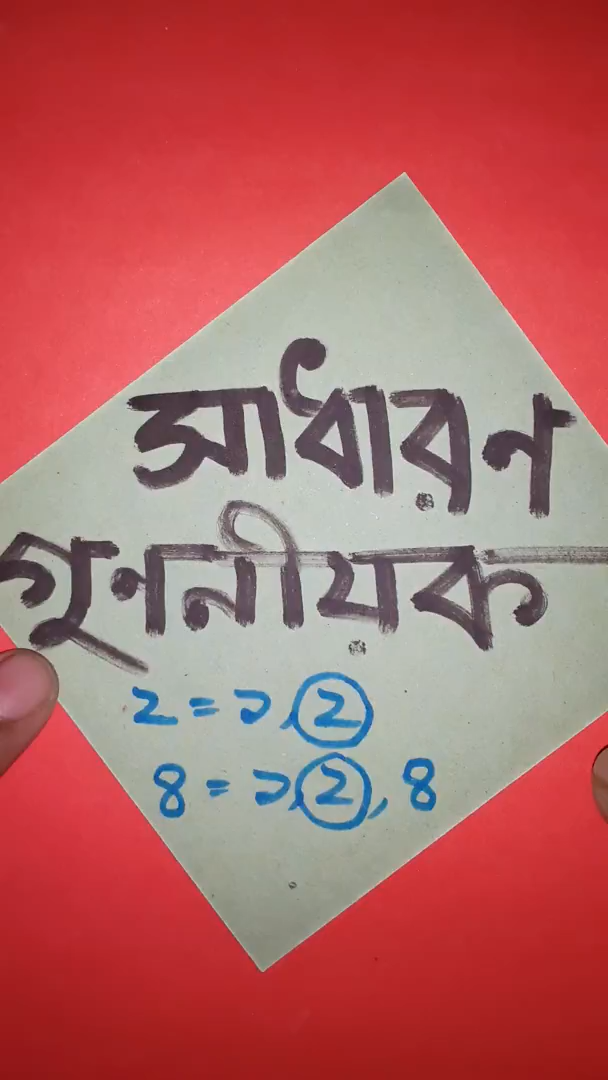 সাধারন
গুণনীয়ক
২ = ১, ২
৪ = ১, ২, ৪